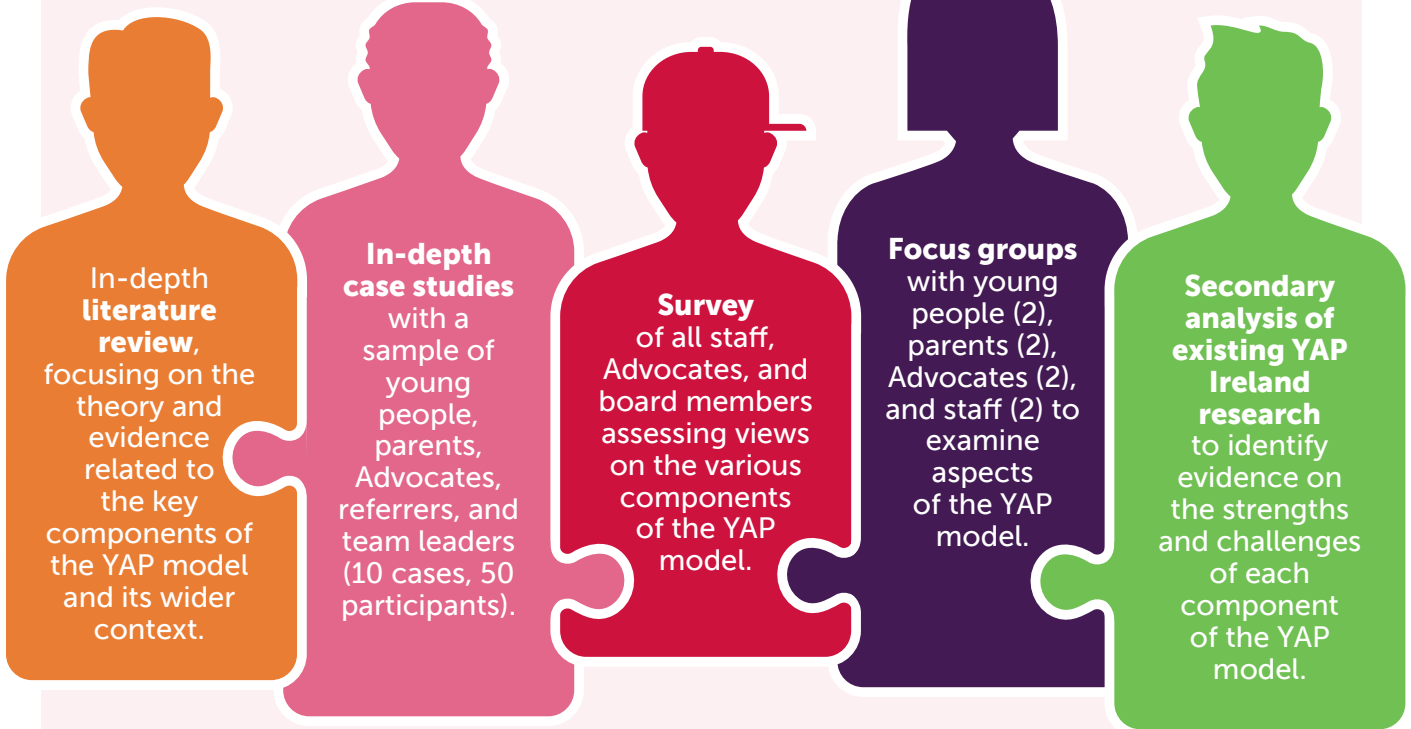 In-depth
literature
review,
focusing on the
theory and
evidence
related to
the key
components of
the YAP model
and its wider
context.
In-depth
case studies
with a
sample of
young
people,
parents,
Advocates,
referrers, and
team leaders
(10 cases, 50
participants).
Survey
of all staff,
Advocates, and
board members
assessing views
on the various
components
of the YAP
model.
Focus groups
with young
people (2),
parents (2),
Advocates (2),
and staff (2) to
examine
aspects
of the YAP
model.
Secondary
analysis of
existing YAP
Ireland
research
to identify
evidence on
the strengths
and challenges
of each
component
of the YAP
model.